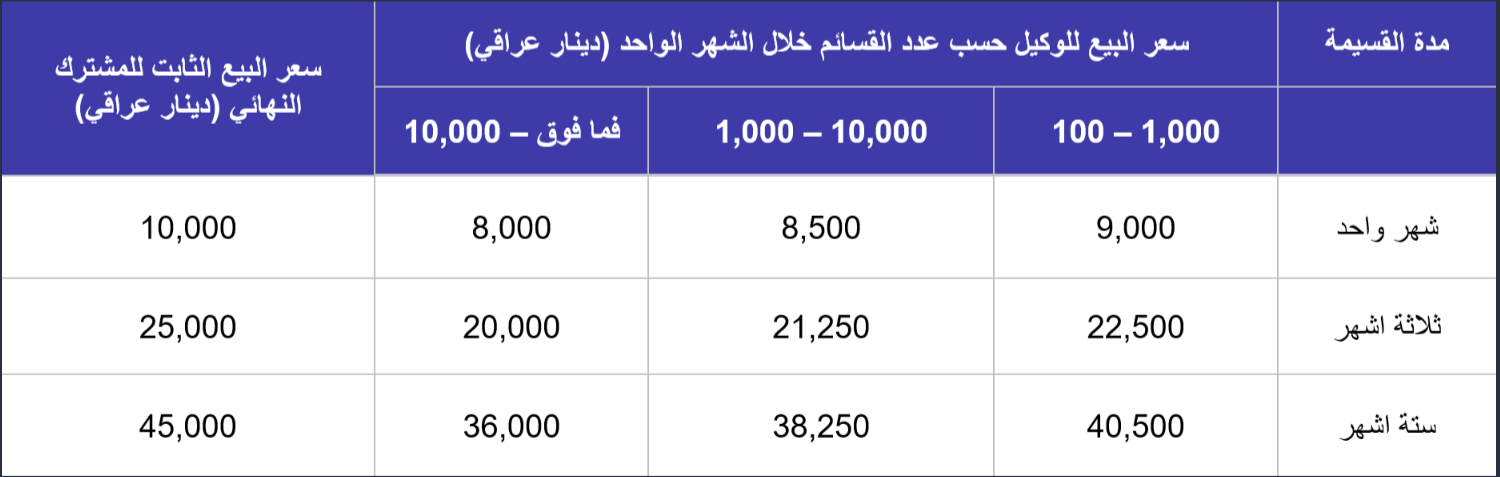 مدة القسيمة
سعر البيع للوكيل حسب عدد القسائم خلال الشهر الواحد (دينار عراقي)
سعر البيع الثابت للمشترك
النهائي (دينار عراقي)
100 – 1,000
1,000 – 10,000
فما فوق – 10,000
شهر واحد
9,000
8,500
8,000
10,000
ثلاثة اشهر
22,500
21,250
20,000
25,000
ستة اشهر
40,500
38,250
36,000
45,000